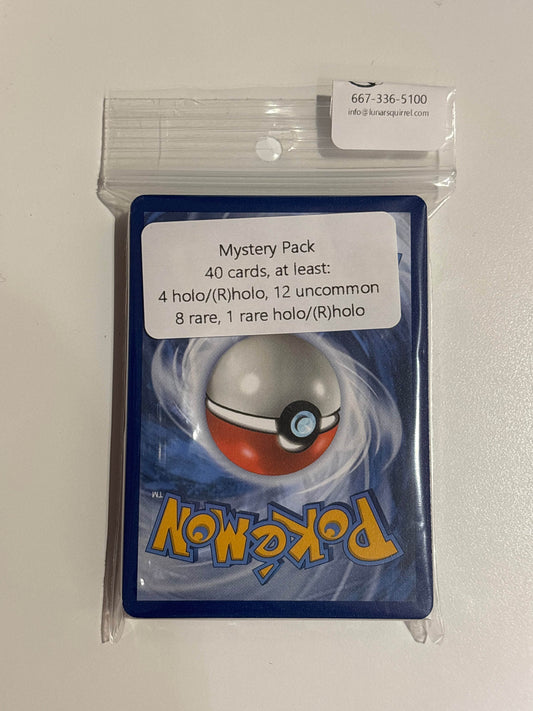 667-336-5100
info@lunarsquirrel.com
Mystery Pack
40 cards, at least:
4 holo/(R)holo, 12 uncommon
8 rare, 1 rare holo/(R)holo
POKéMON
TM